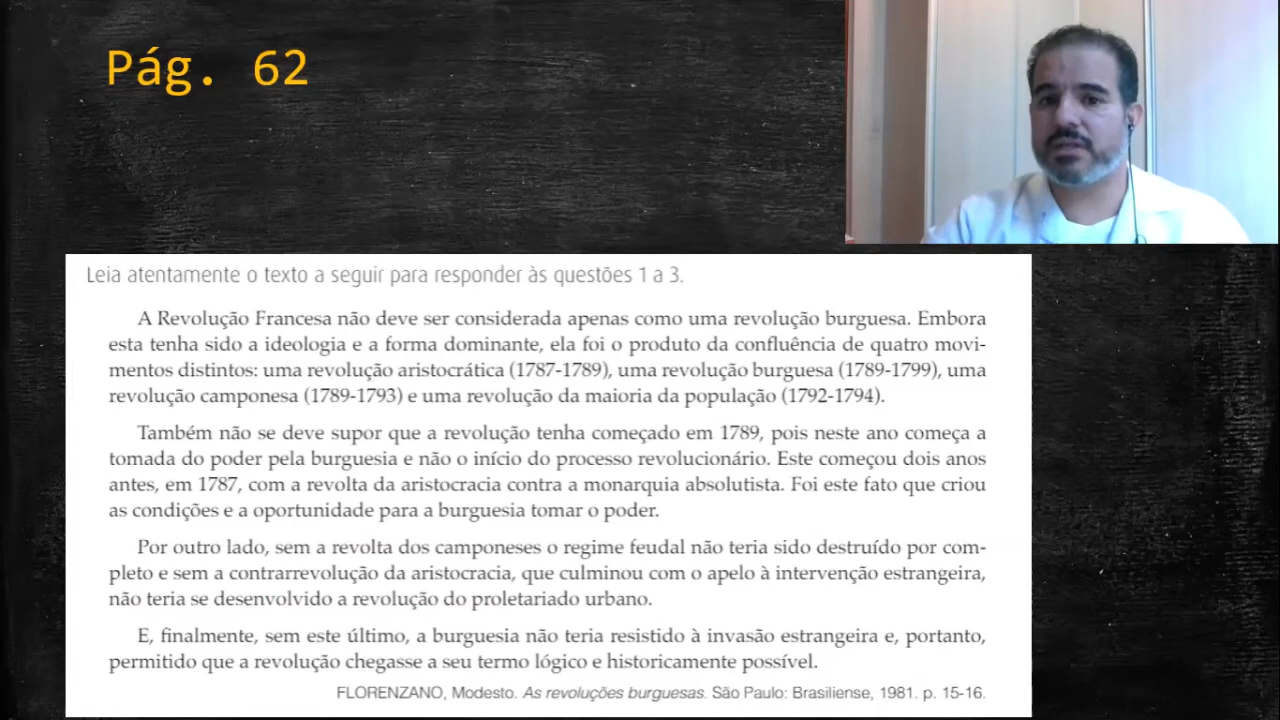 Pág. 62
Leia atentamente o texto a seguir para responder às questões 1 a 3.
A Revolução Francesa não deve ser considerada apenas como uma revolução burguesa. Embora
esta tenha sido a ideologia e a forma dominante, ela foi o produto da confluência de quatro movi-
mentos distintos: uma revolução aristocrática (1787-1789), uma revolução burguesa (1789-1799), uma
revolução camponesa (1789-1793) e uma revolução da maioria da população (1792-1794).
Também não se deve supor que a revolução tenha começado em 1789, pois neste ano começa a
tomada do poder pela burguesia e não o início do processo revolucionário. Este começou dois anos
antes, em 1787, com a revolta da aristocracia contra a monarquia absolutista. Foi este fato que criou
as condições e a oportunidade para a burguesia tomar o poder.
Por outro lado, sem a revolta dos camponeses o regime feudal não teria sido destruído por com-
pleto e sem a contrarrevolução da aristocracia, que culminou com o apelo à intervenção estrangeira,
não teria se desenvolvido a revolução do proletariado urbano.
E, finalmente, sem este último, a burguesia não teria resistido à invasão estrangeira e, portanto,
permitido que a revolução chegasse a seu termo lógico e historicamente possível.
FLORENZANO, Modesto. As revoluções burguesas. São Paulo: Brasiliense, 1981. p. 15-16.